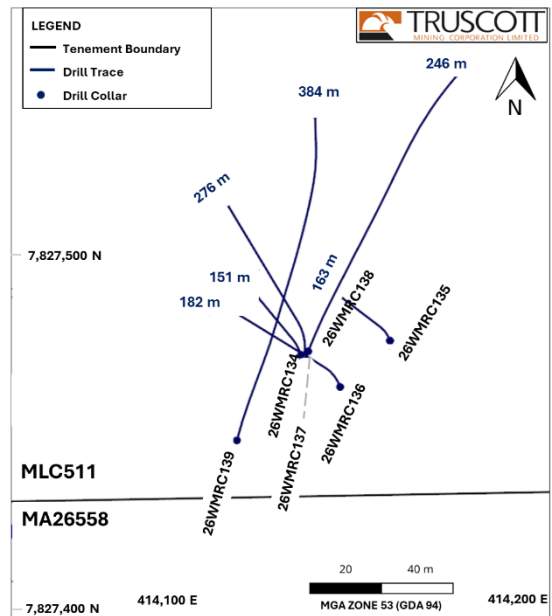 LEGEND
Tenement Boundary
Drill Trace
Drill Collar
TRUSCOTT
MINING CORPORATION LIMITED
246 m
384 m
N
276 m
7,827,500 N
163 m
151 m
182 m
26WMRC138
26WMRC135
26WMRC134
26WMRC136
26WMRC137
26WMRC139
MLC511
MA26558
20 40 m
414,100 E
414,200 E
MGA ZONE 53 (GDA 94)
7,827,400 N